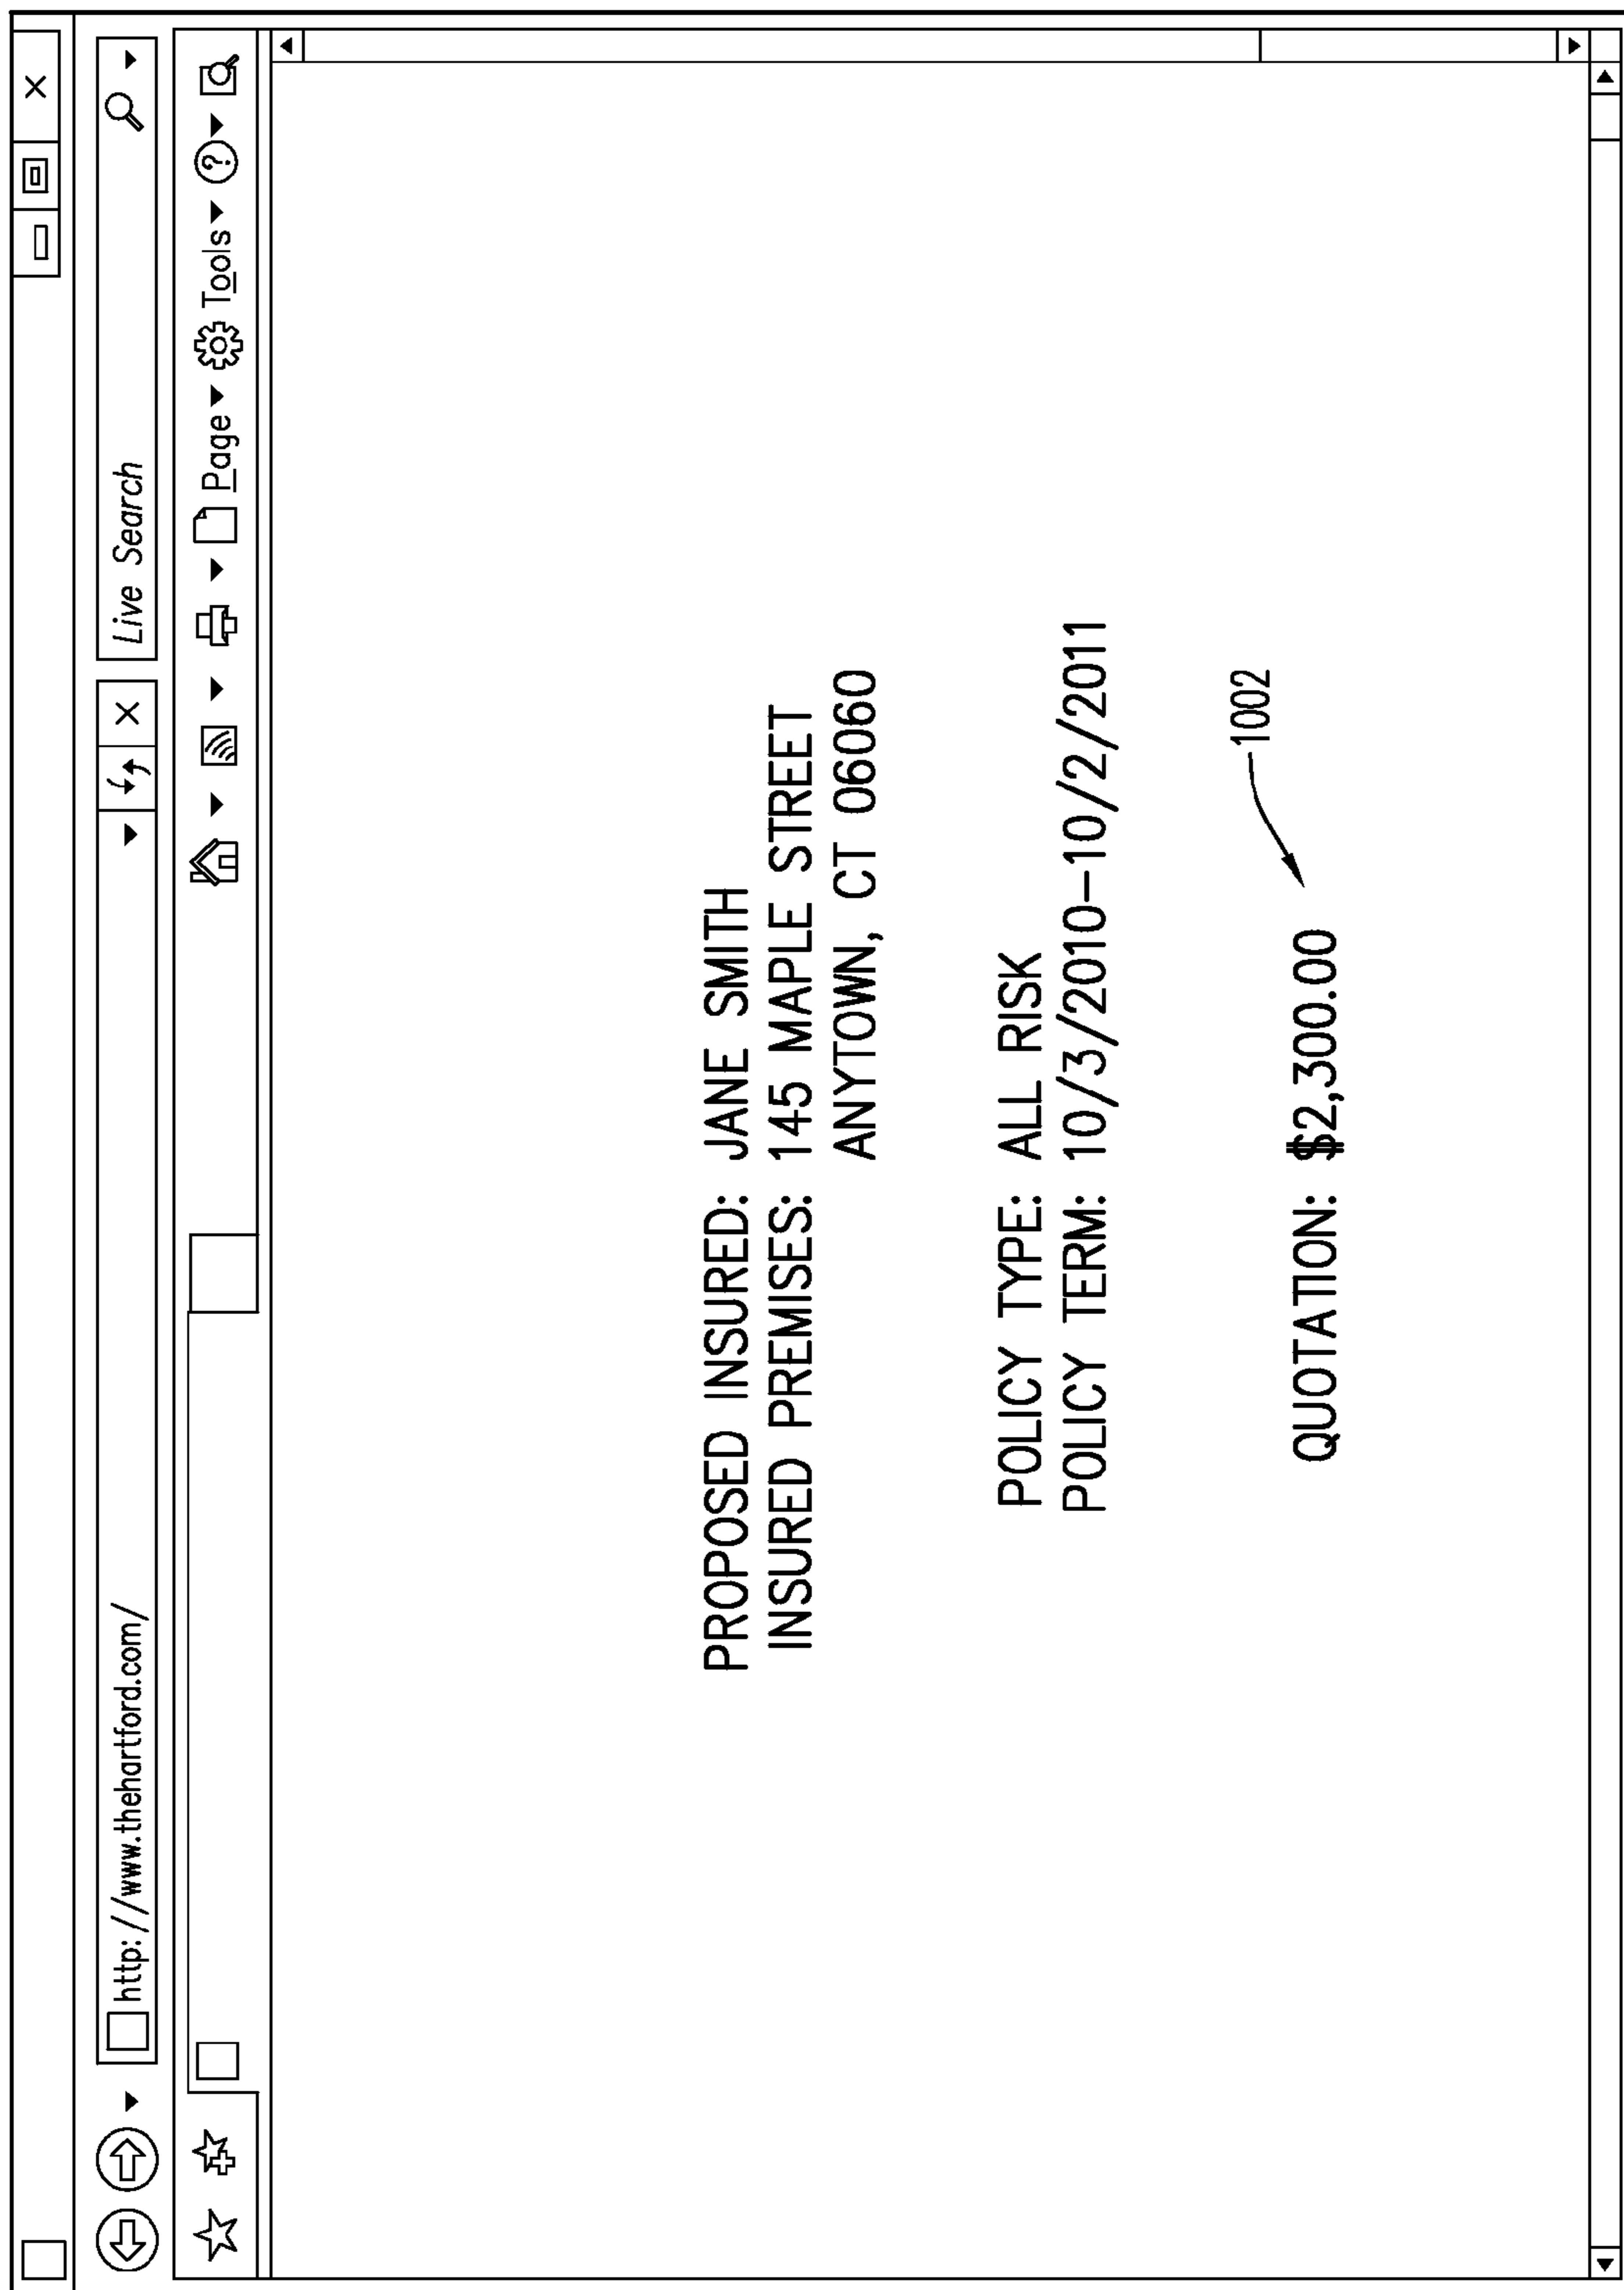 http://www.thehartford.com/
Live Search
Page
Tools
?
PROPOSED INSURED: JANE SMITH
INSURED PREMISES: 145 MAPLE STREET
ANYTOWN, CT 06060
POLICY TYPE: ALL RISK
POLICY TERM: 10/3/2010-10/2/2011
1002
QUOTATION: $2,300.00